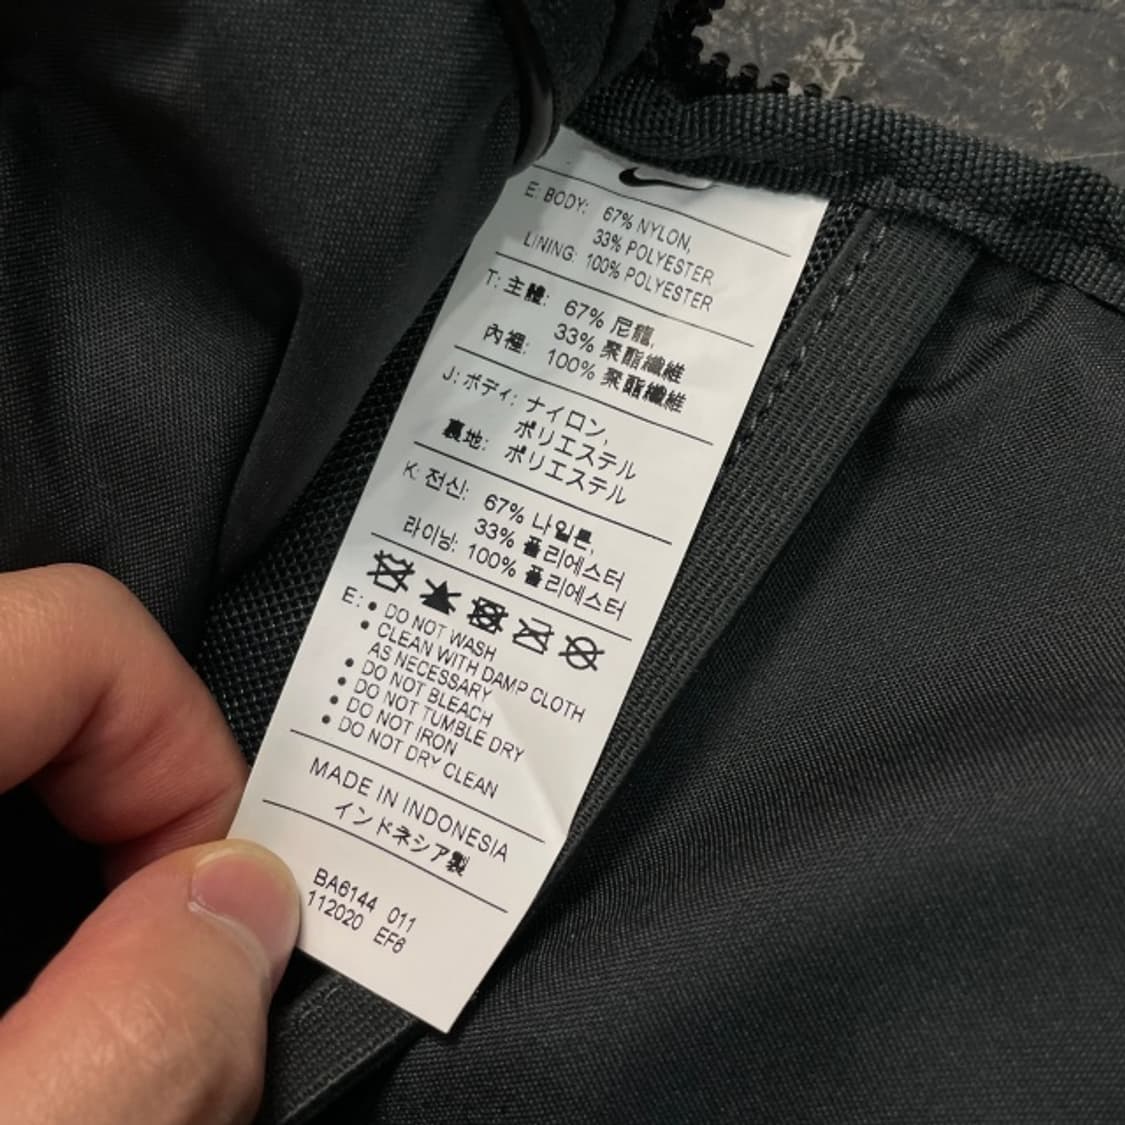 E: BODY: 67% NYLON,
33% POLYESTER
LINING: 100% POLYESTER
T: 主體: 67% 尼龍,
33% 聚酯纖維
內裡: 100% 聚酯纖維
J: ボディ: ナイロン,
ポリエステル
裏地: ポリエステル
K: 전신: 67% 나일론,
33% 폴리에스터
라이닝: 100% 폴리에스터
E: • DO NOT WASH
• CLEAN WITH DAMP CLOTH
AS NECESSARY
• DO NOT BLEACH
• DO NOT TUMBLE DRY
• DO NOT IRON
• DO NOT DRY CLEAN
MADE IN INDONESIA
インドネシア製
BA6144 011
112020 EF6